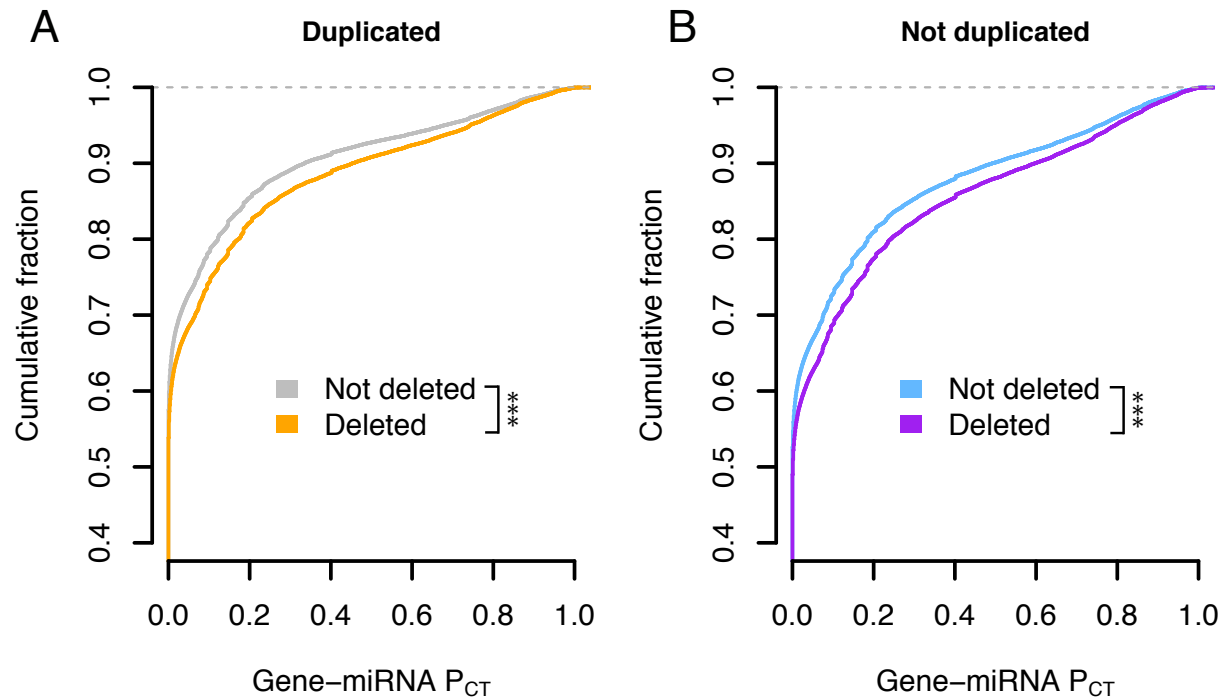 A
Duplicated
Cumulative fraction
1.0
0.9
0.8
0.7
0.6
0.5
0.4
Not deleted
Deleted
***
0.0 0.2 0.4 0.6 0.8 1.0
Gene−miRNA PCT
B
Not duplicated
Cumulative fraction
1.0
0.9
0.8
0.7
0.6
0.5
0.4
Not deleted
Deleted
***
0.0 0.2 0.4 0.6 0.8 1.0
Gene−miRNA PCT